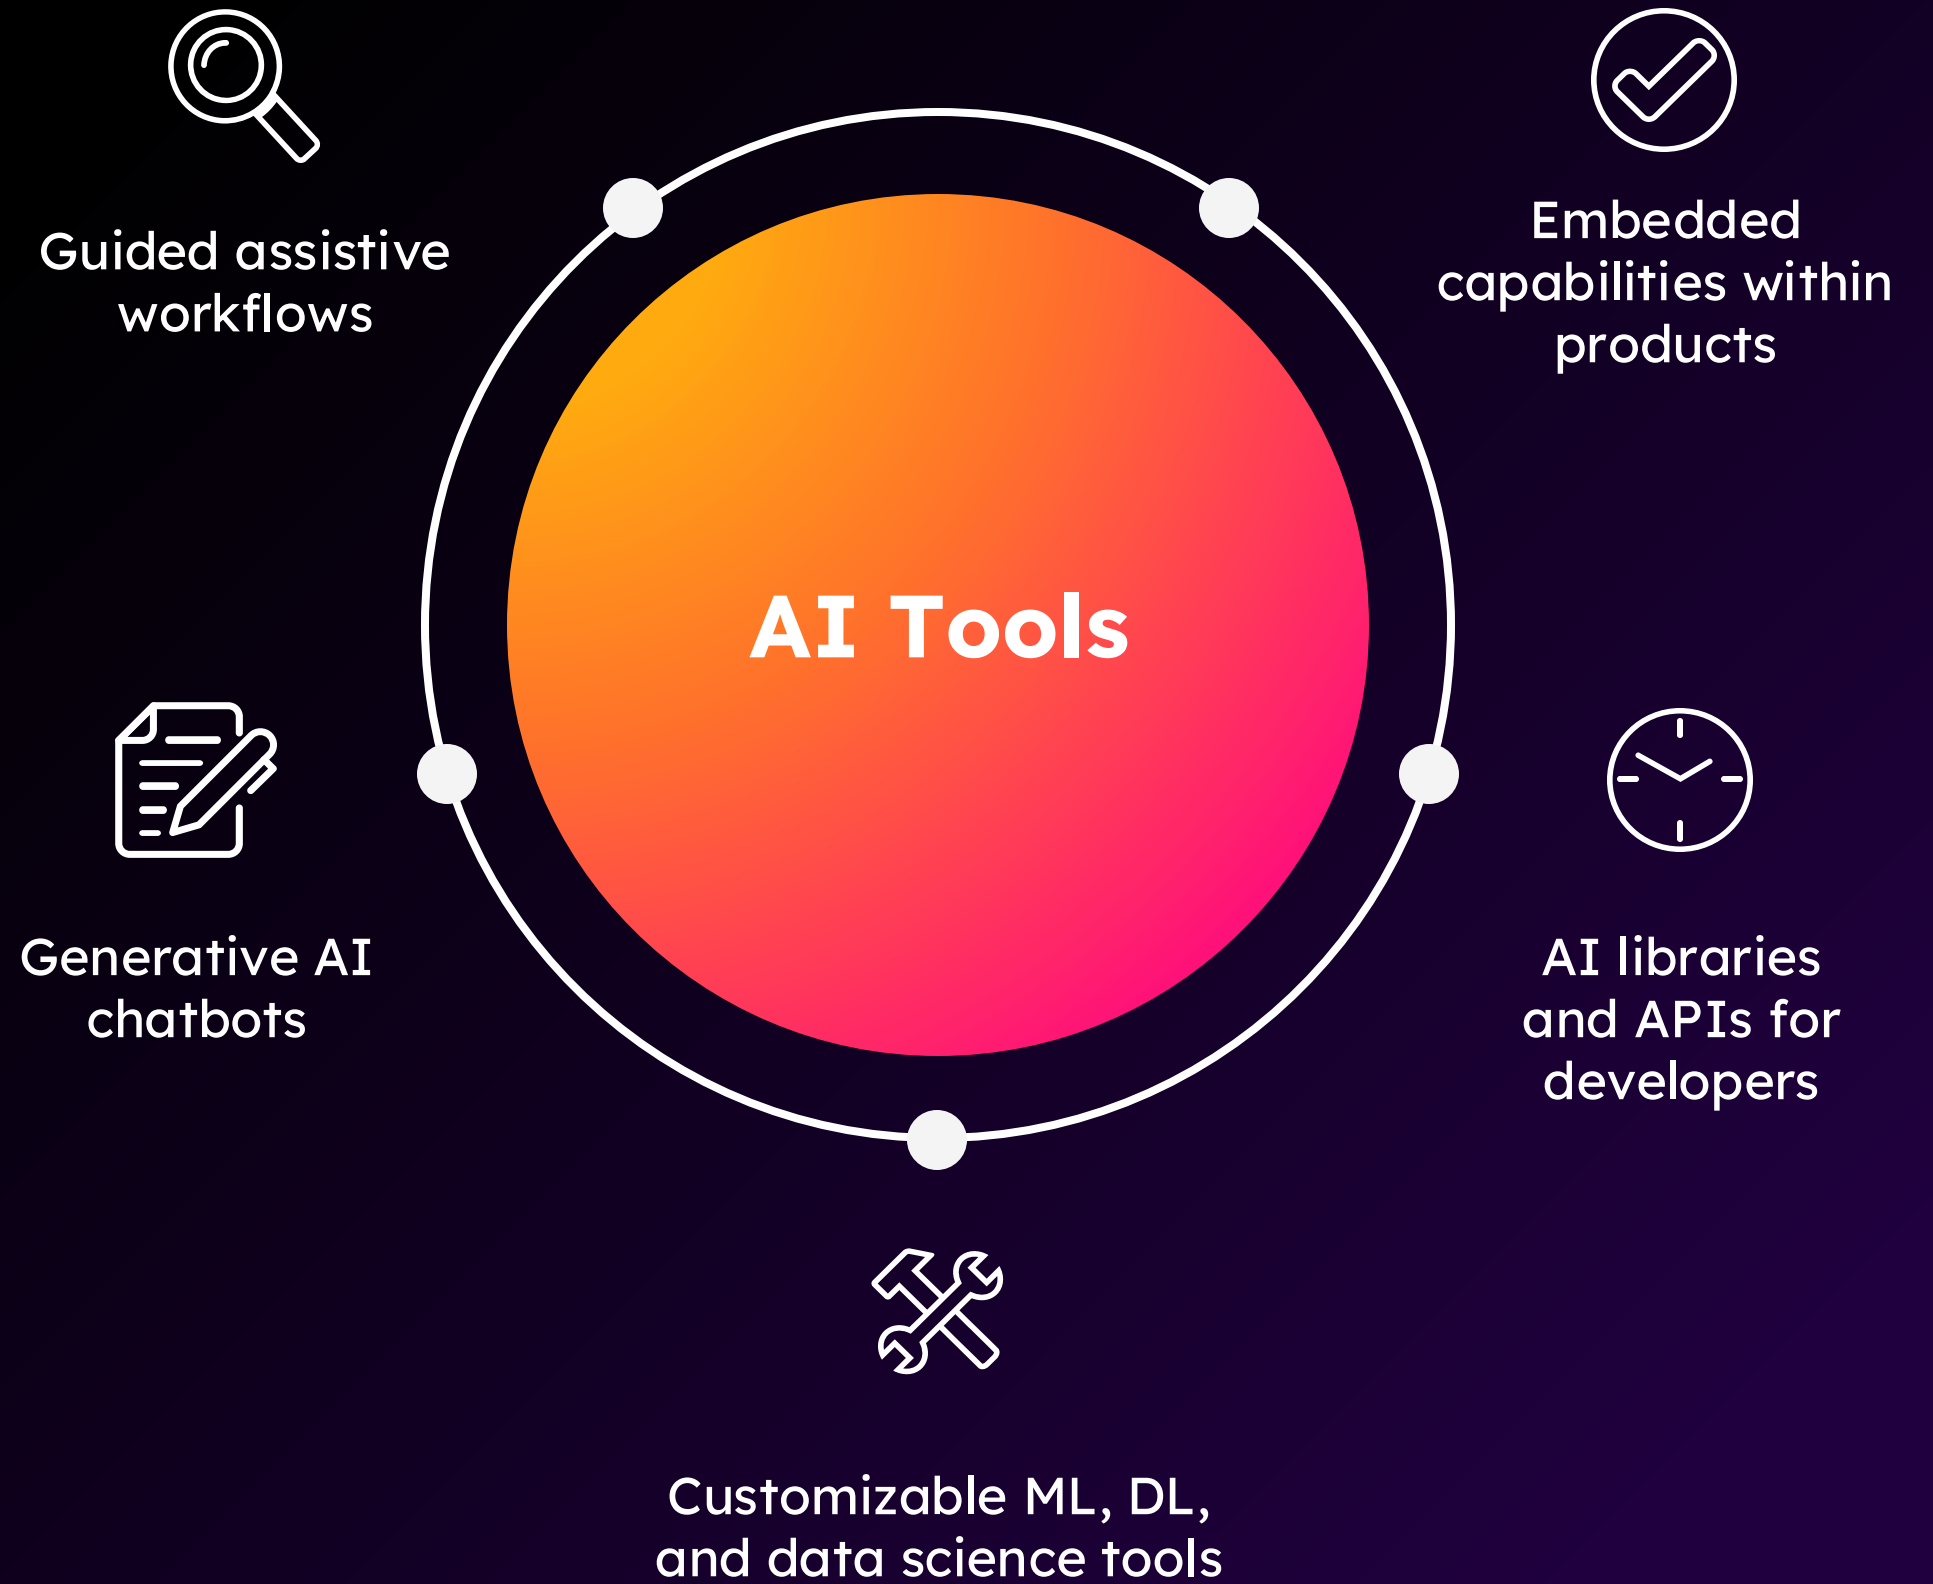 Guided assistive
workflows
Embedded
capabilities within
products
AI Tools
Generative AI
chatbots
AI libraries
and APIs for
developers
Customizable ML, DL,
and data science tools